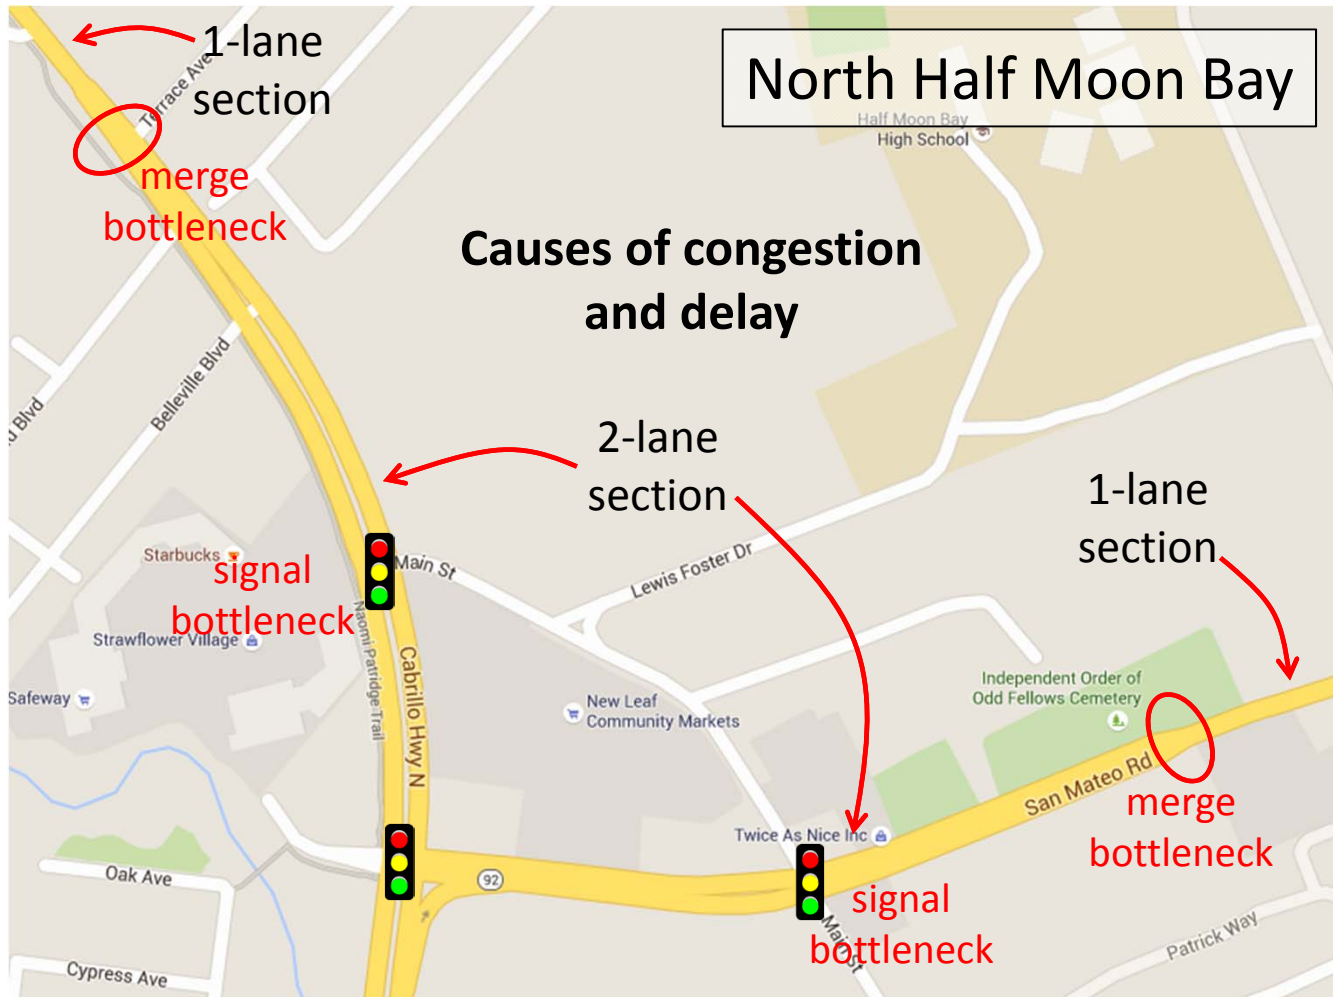 1-lane
section
Terrace Ave
merge
bottleneck
North Half Moon Bay
Half Moon Bay
High School
Causes of congestion
and delay
Belleville Blvd
Blvd
2-lane
section
1-lane
section
Starbucks
signal
bottleneck
Main St
Lewis Foster Dr
Strawflower Village
Naomi Patridge Trail
Cabrillo Hwy N
Safeway
New Leaf
Community Markets
Independent Order of
Odd Fellows Cemetery
San Mateo Rd
merge
bottleneck
Twice As Nice Inc
Oak Ave
92
signal
bottleneck
Main St
Patrick Way
Cypress Ave